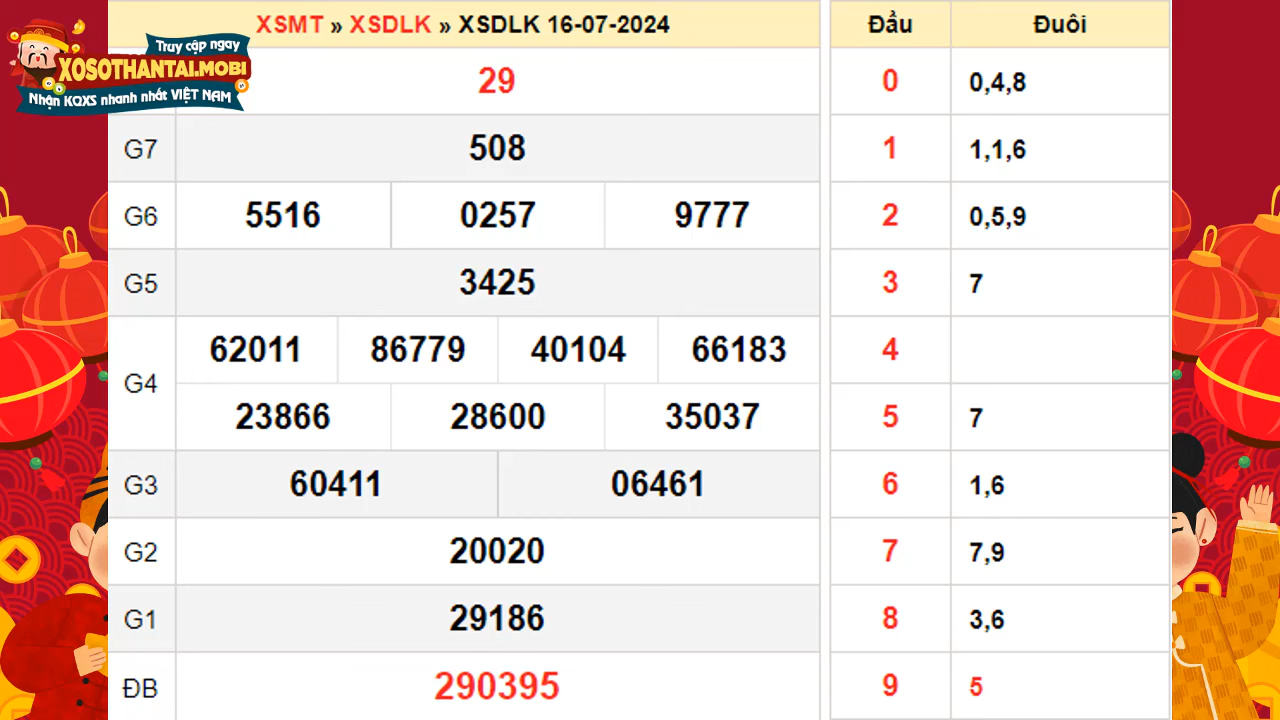 XSMT » XSDLK » XSDLK 16-07-2024
Truy cập ngay
XOSOTHANTAI.MOBI
Nhận KQXS nhanh nhất VIỆT NAM
29
G7 508
G6 5516 0257 9777
G5 3425
G4 62011 86779 40104 66183
23866 28600 35037
G3 60411 06461
G2 20020
G1 29186
ĐB 290395
Đầu Đuôi
0 0,4,8
1 1,1,6
2 0,5,9
3 7
4
5 7
6 1,6
7 7,9
8 3,6
9 5